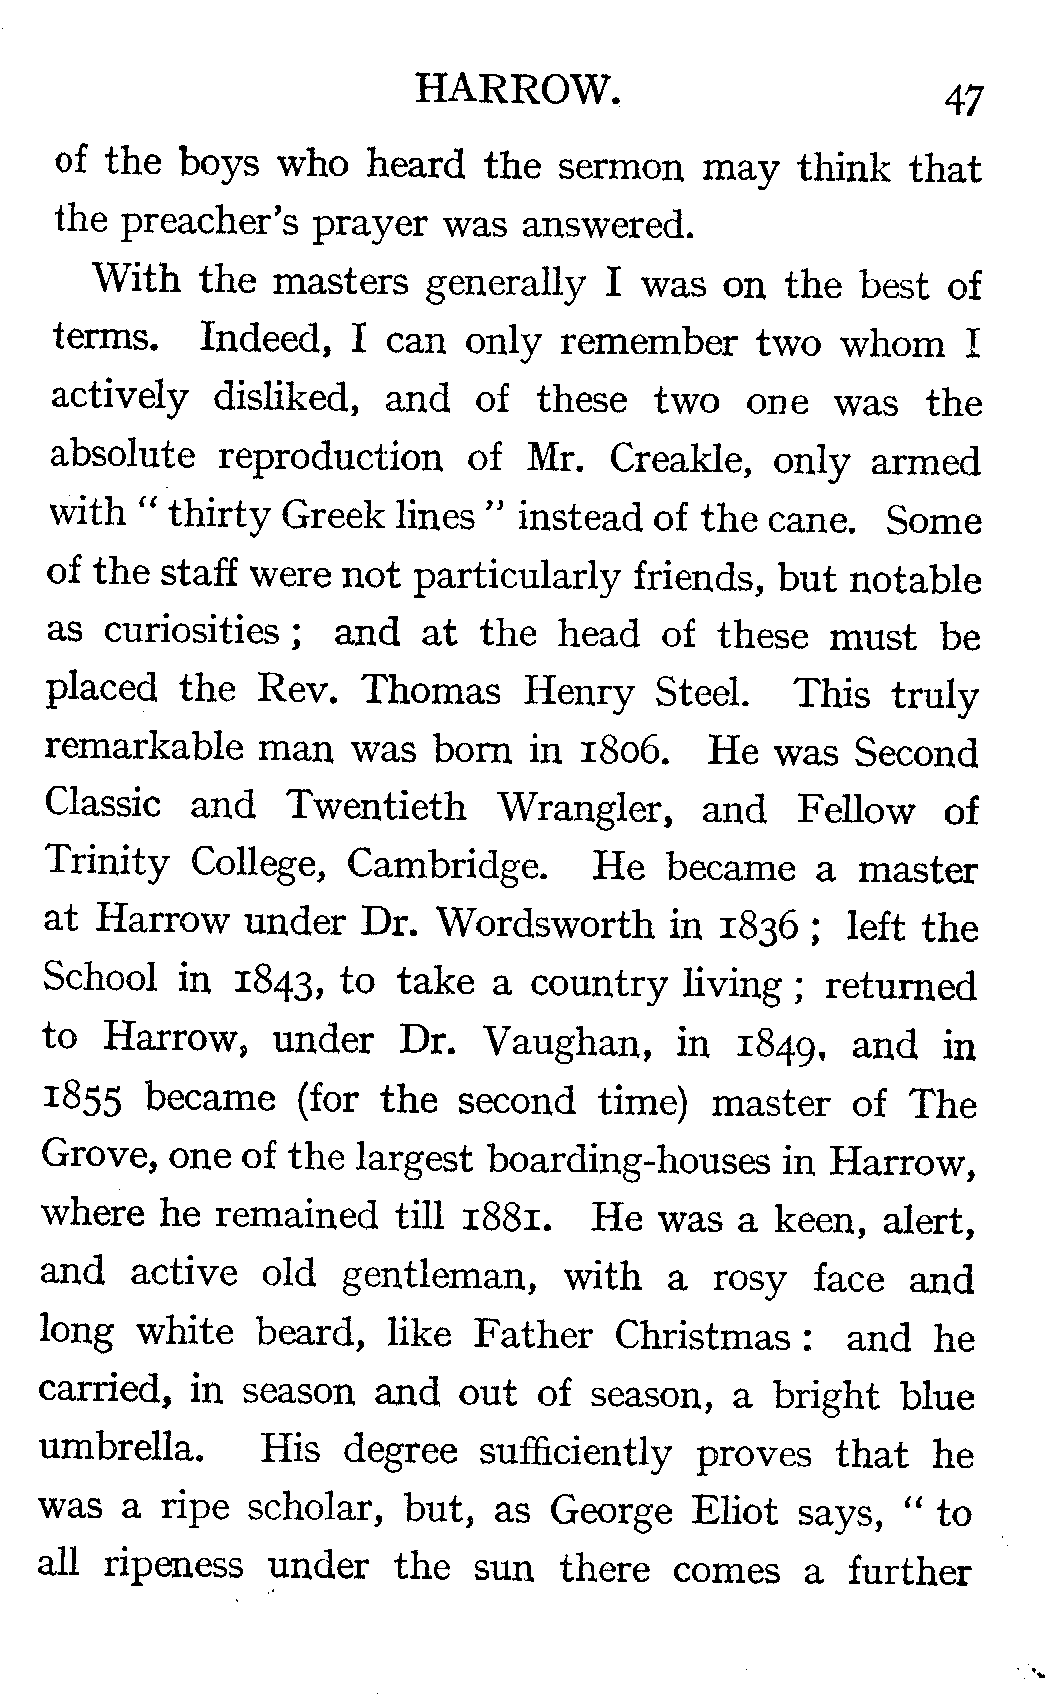 HARROW. 47
of the boys who heard the sermon may think that
the preacher's prayer was answered.
With the masters generally I was on the best of
terms. Indeed, I can only remember two whom I
actively disliked, and of these two one was the
absolute reproduction of Mr. Creakle, only armed
with “ thirty Greek lines ” instead of the cane. Some
of the staff were not particularly friends, but notable
as curiosities ; and at the head of these must be
placed the Rev. Thomas Henry Steel. This truly
remarkable man was born in 1806. He was Second
Classic and Twentieth Wrangler, and Fellow of
Trinity College, Cambridge. He became a master
at Harrow under Dr. Wordsworth in 1836 ; left the
School in 1843, to take a country living ; returned
to Harrow, under Dr. Vaughan, in 1849, and in
1855 became (for the second time) master of The
Grove, one of the largest boarding-houses in Harrow,
where he remained till 1881. He was a keen, alert,
and active old gentleman, with a rosy face and
long white beard, like Father Christmas : and he
carried, in season and out of season, a bright blue
umbrella. His degree sufficiently proves that he
was a ripe scholar, but, as George Eliot says, “ to
all ripeness under the sun there comes a further